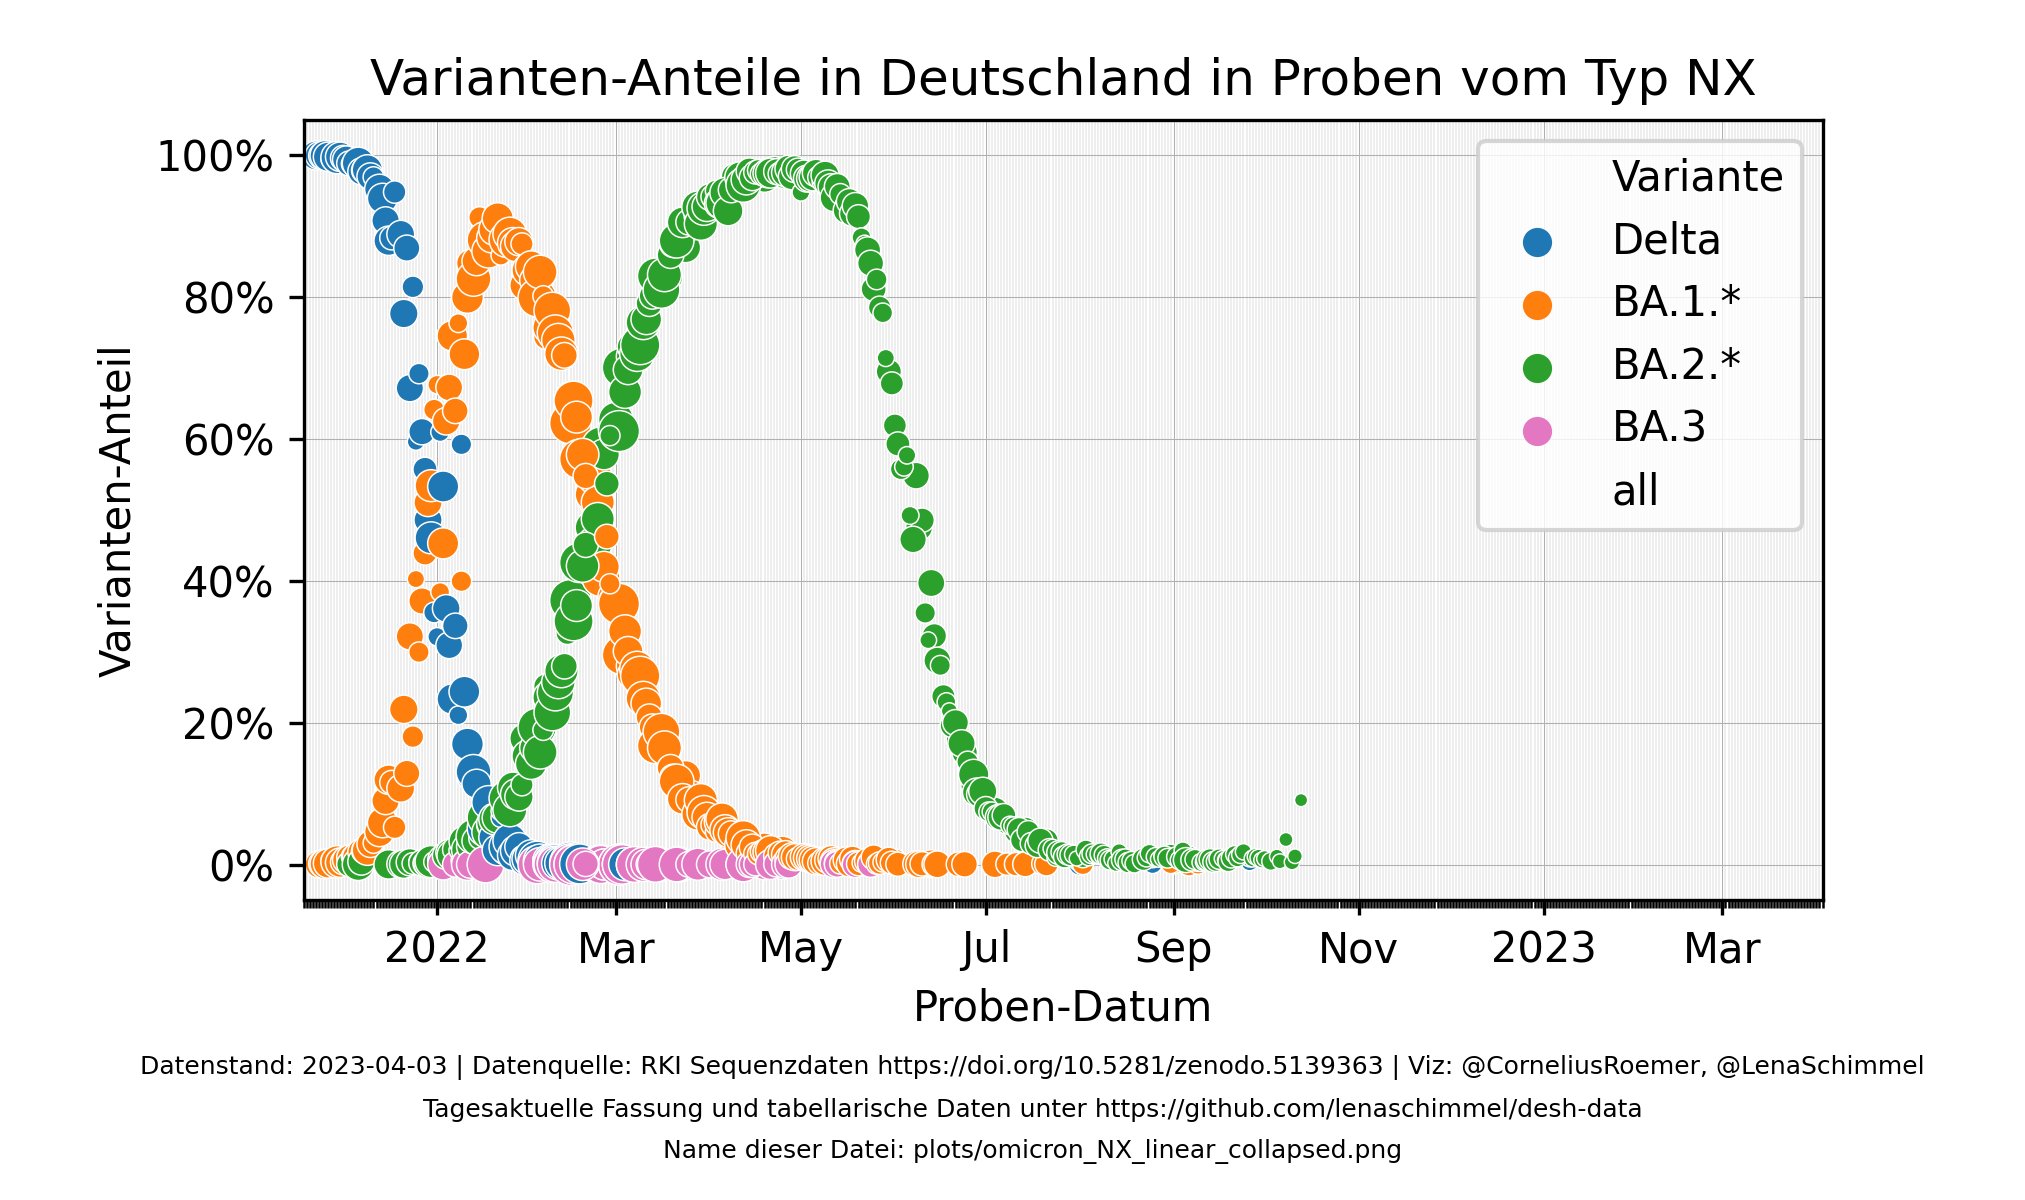 Varianten-Anteile in Deutschland in Proben vom Typ NX
100%
80%
60%
40%
20%
0%
Varianten-Anteil
Variante
Delta
BA.1.*
BA.2.*
BA.3
all
2022 Mar May Jul Sep Nov 2023 Mar
Proben-Datum
Datenstand: 2023-04-03 | Datenquelle: RKI Sequenzdaten https://doi.org/10.5281/zenodo.5139363 | Viz: @CorneliusRoemer, @LenaSchimmel
Tagesaktuelle Fassung und tabellarische Daten unter https://github.com/lenaschimmel/desh-data
Name dieser Datei: plots/omicron_NX_linear_collapsed.png